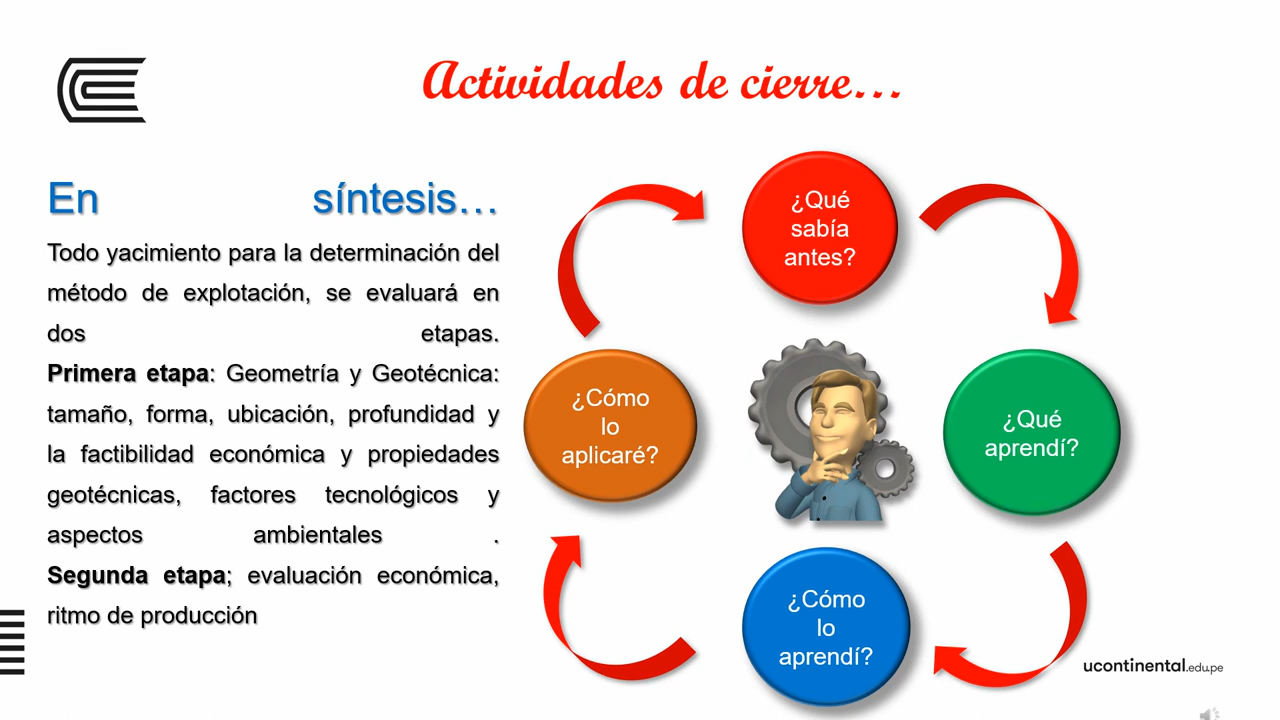 Actividades de cierre...
En síntesis...
Todo yacimiento para la determinación del
método de explotación, se evaluará en
dos etapas.
Primera etapa: Geometría y Geotécnica:
tamaño, forma, ubicación, profundidad y
la factibilidad económica y propiedades
geotécnicas, factores tecnológicos y
aspectos ambientales .
Segunda etapa; evaluación económica,
ritmo de producción
¿Qué
sabía
antes?
¿Qué
aprendí?
¿Cómo
lo
aprendí?
¿Cómo
lo
aplicaré?
ucontinental.edu.pe